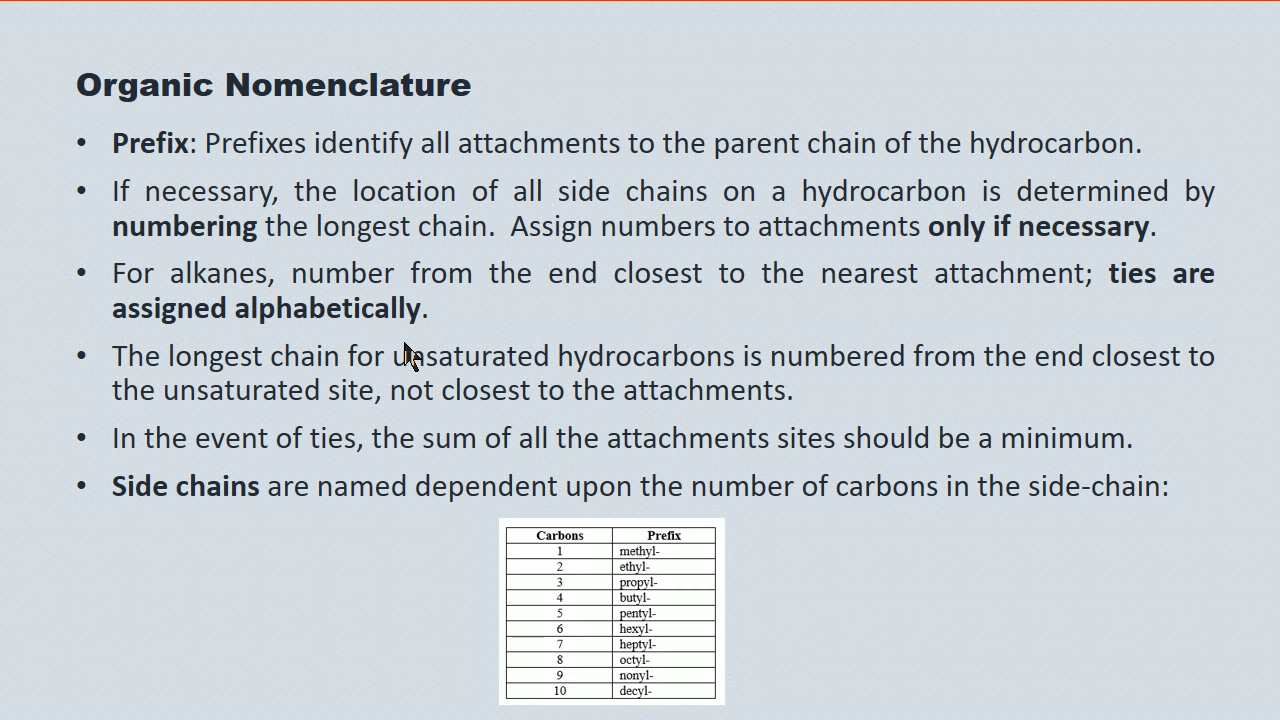 Organic Nomenclature
• Prefix: Prefixes identify all attachments to the parent chain of the hydrocarbon.
• If necessary, the location of all side chains on a hydrocarbon is determined by
numbering the longest chain.  Assign numbers to attachments only if necessary.
• For alkanes, number from the end closest to the nearest attachment; ties are
assigned alphabetically.
• The longest chain for unsaturated hydrocarbons is numbered from the end closest to
the unsaturated site, not closest to the attachments.
• In the event of ties, the sum of all the attachments sites should be a minimum.
• Side chains are named dependent upon the number of carbons in the side-chain:
Carbons Prefix
1 methyl-
2 ethyl-
3 propyl-
4 butyl-
5 pentyl-
6 hexyl-
7 heptyl-
8 octyl-
9 nonyl-
10 decyl-